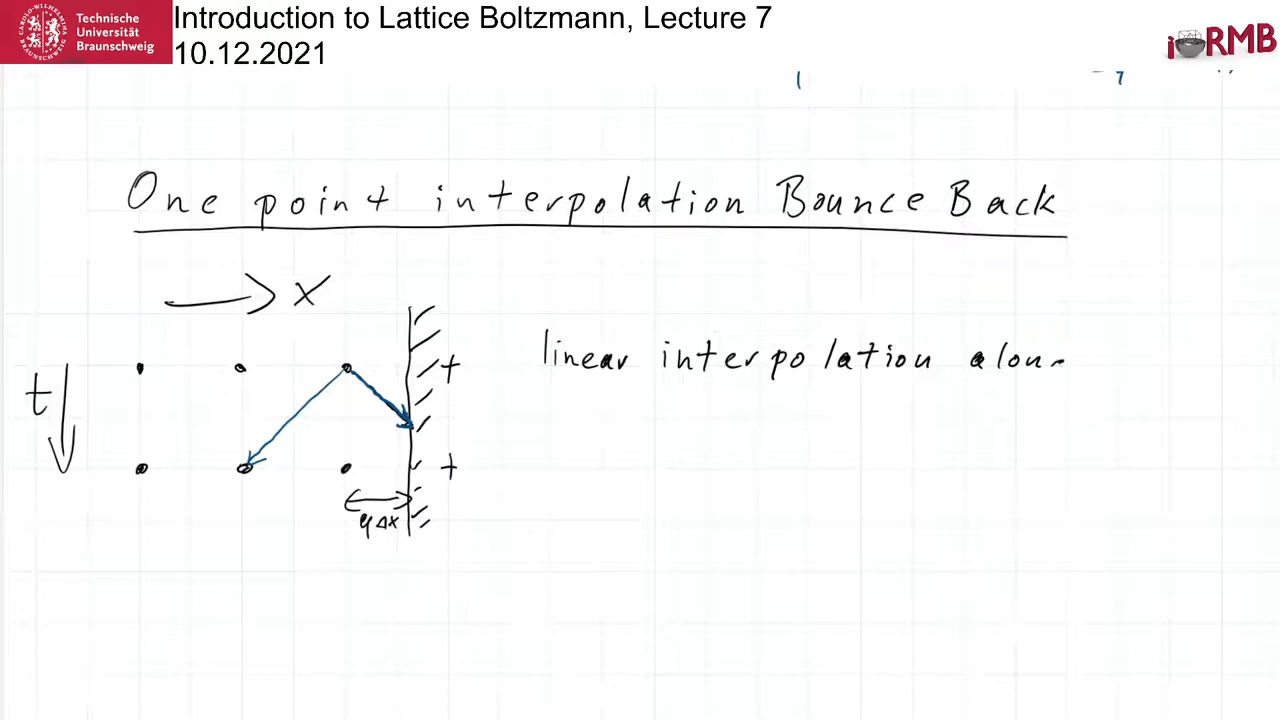 Introduction to Lattice Boltzmann, Lecture 7
10.12.2021
Technische
Universität
Braunschweig
iRMB
One point interpolation Bounce Back
x
t
linear interpolation alon
+
+
qΔx